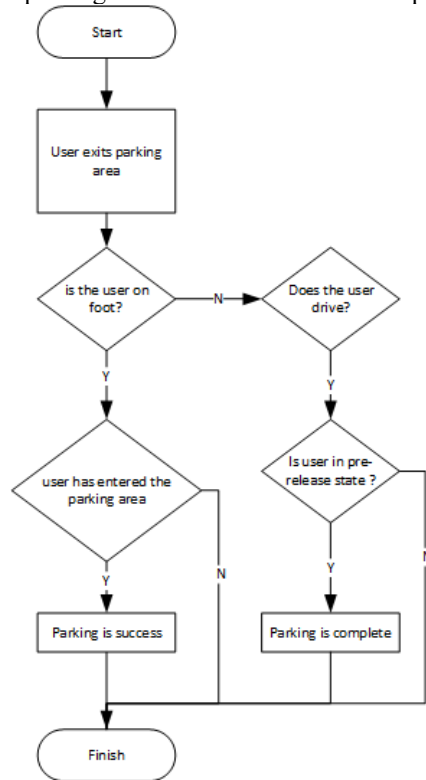 Start
User exits parking
area
is the user on
foot?
N
Does the user
drive?
Y
Y
user has entered the
parking area
Is user in pre-
release state ?
N
N
Y
Y
Parking is success
Parking is complete
Finish